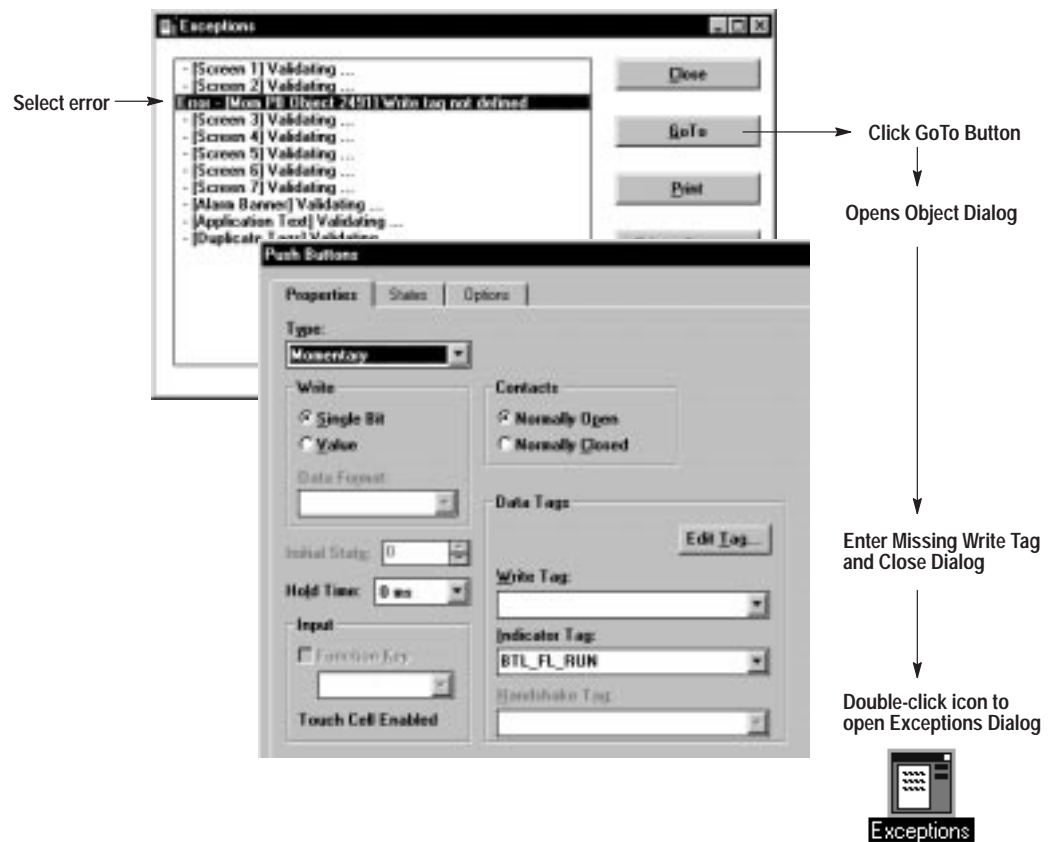 Exceptions
- [Screen 1] Validating ...
- [Screen 2] Validating ...
Error - [Mom PB Object 2491] Write tag not defined
- [Screen 3] Validating ...
- [Screen 4] Validating ...
- [Screen 5] Validating ...
- [Screen 6] Validating ...
- [Screen 7] Validating ...
- [Alarm Banner] Validating ...
- [Application Text] Validating ...
- [Duplicate Tags] Validating
Close
GoTo
Print
Select error
Click GoTo Button
Opens Object Dialog
Push Buttons
Properties
States
Options
Type:
Momentary
Write
Single Bit
Value
Data Format
Contacts
Normally Open
Normally Closed
Initial State:
0
Hold Time:
0 ms
Input
Function Key
Touch Cell Enabled
Data Tags
Edit Tag...
Write Tag:
Indicator Tag:
BTL_FL_RUN
Handshake Tag:
Enter Missing Write Tag
and Close Dialog
Double-click icon to
open Exceptions Dialog
Exceptions